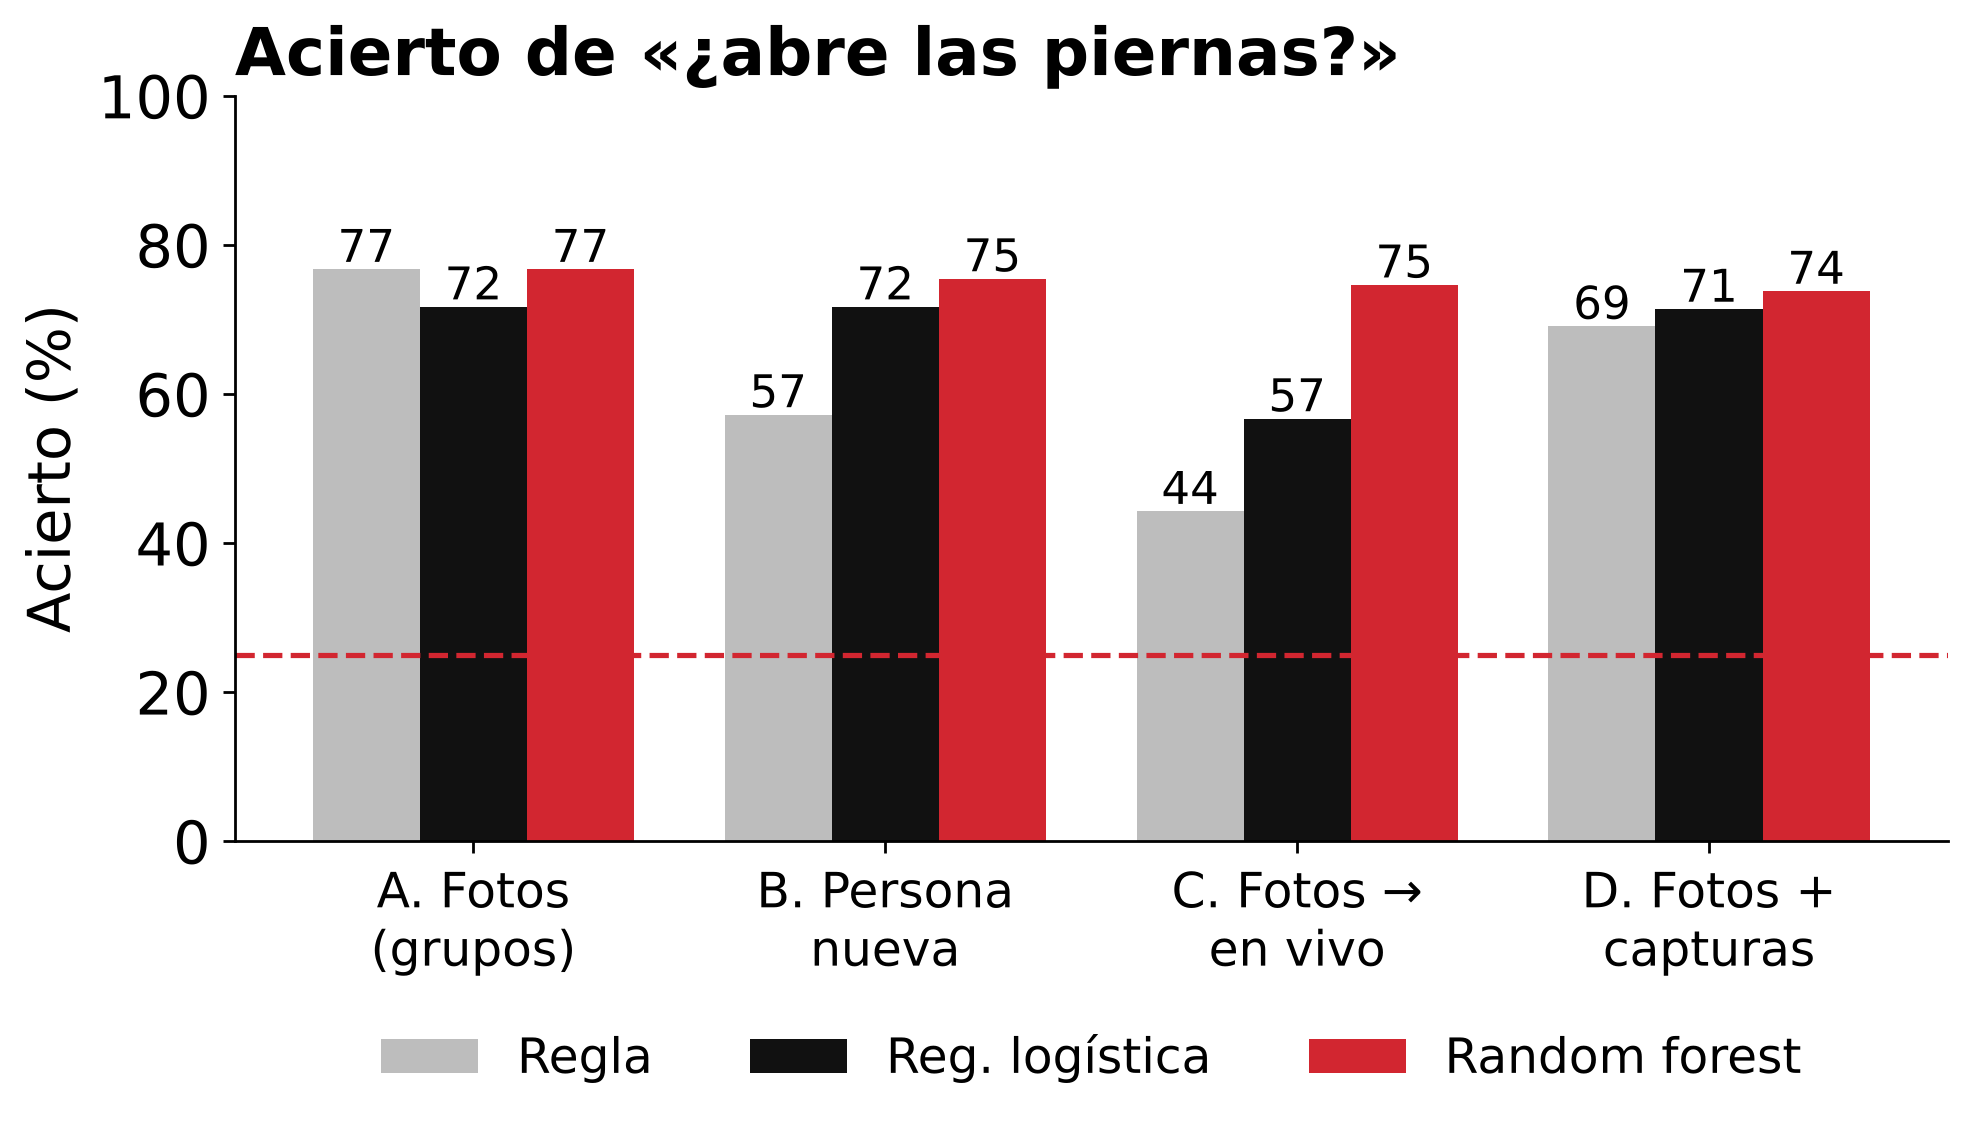 Acierto de «¿abre las piernas?»
Acierto (%)
100
80
60
40
20
0
77
72
77
57
72
75
44
57
75
69
71
74
A. Fotos
(grupos)
B. Persona
nueva
C. Fotos →
en vivo
D. Fotos +
capturas
Regla
Reg. logística
Random forest